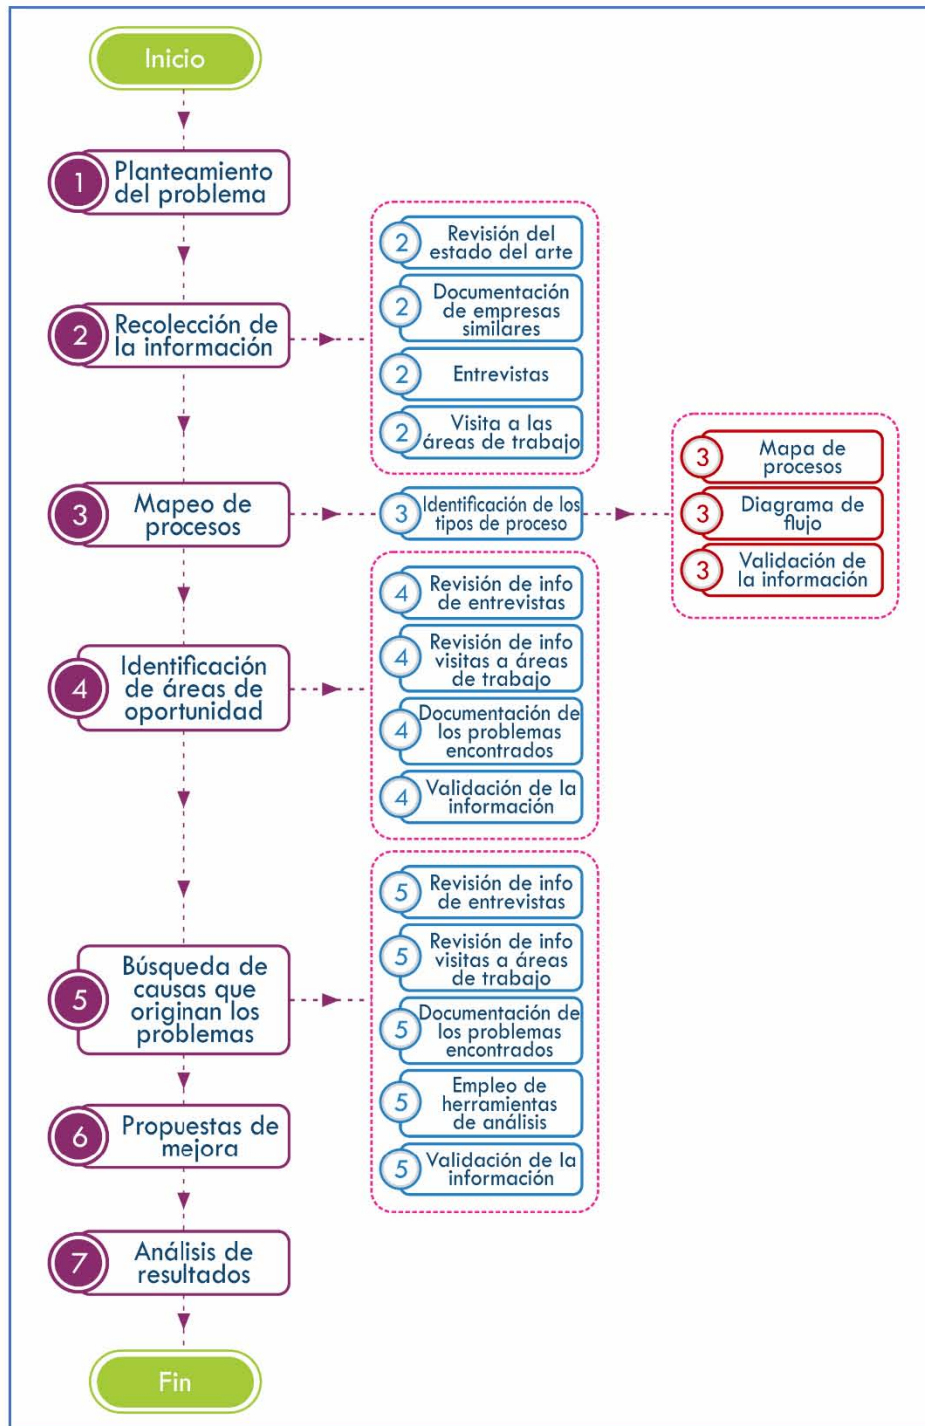 Inicio
1
Planteamiento
del problema
2
Recolección de
la información
2
Revisión del
estado del arte
2
Documentación
de empresas
similares
2
Entrevistas
2
Visita a las
áreas de trabajo
3
Mapeo de
procesos
3
Identificación de los
tipos de proceso
3
Mapa de
procesos
3
Diagrama de
flujo
3
Validación de
la información
4
Identificación
de áreas de
oportunidad
4
Revisión de info
de entrevistas
4
Revisión de info
visitas a áreas
de trabajo
4
Documentación de
los problemas
encontrados
4
Validación de la
información
5
Búsqueda de
causas que
originan los
problemas
5
Revisión de info
de entrevistas
5
Revisión de info
visitas a áreas
de trabajo
5
Documentación de
los problemas
encontrados
5
Empleo de
herramientas
de análisis
5
Validación de la
información
6
Propuestas de
mejora
7
Análisis de
resultados
Fin